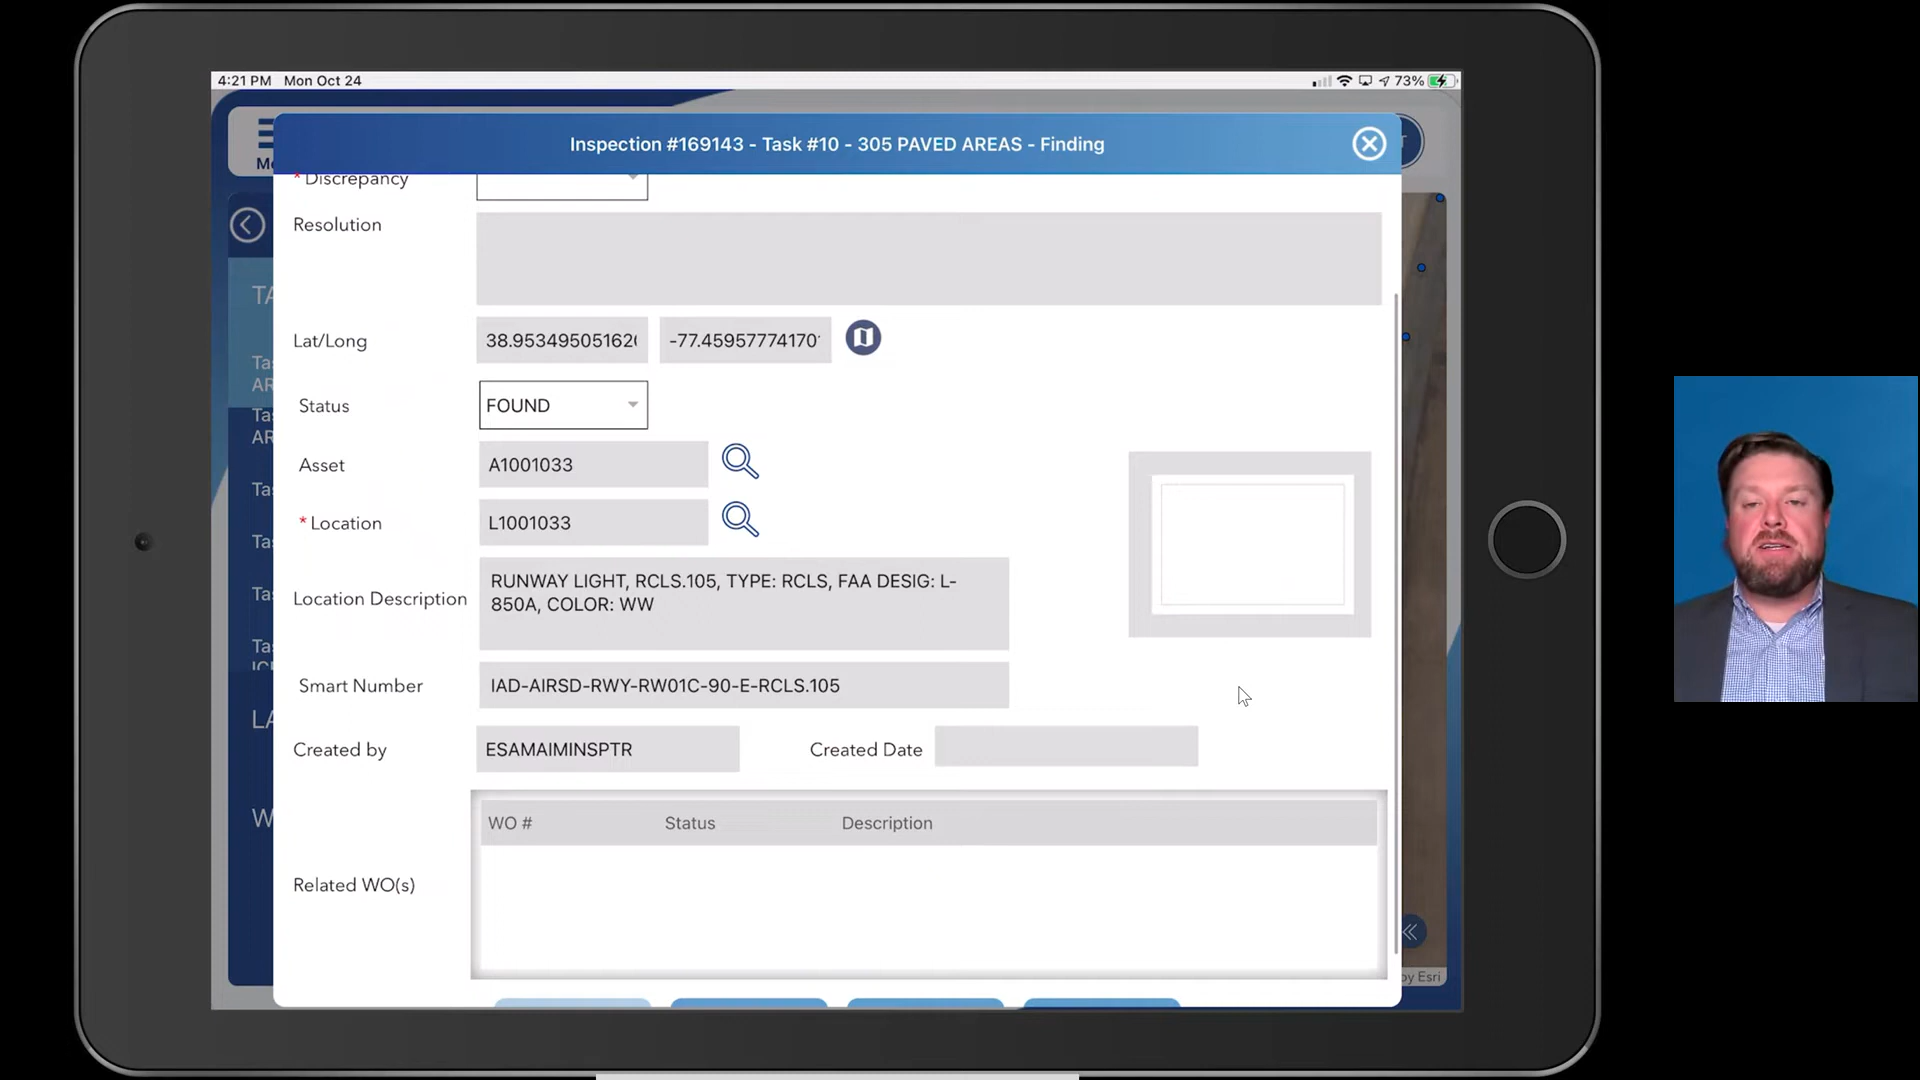 4:21 PM Mon Oct 24
73%
Inspection #169143 - Task #10 - 305 PAVED AREAS - Finding
* Discrepancy
Resolution
Lat/Long 38.9534950516 -77.45957774170
Status FOUND
Asset A1001033
* Location L1001033
Location Description RUNWAY LIGHT, RCLS.105, TYPE: RCLS, FAA DESIG: L-
850A, COLOR: WW
Smart Number IAD-AIRSD-RWY-RW01C-90-E-RCLS.105
Created by ESAMAIMINSPTR Created Date
WO # Status Description
Related WO(s)
by Esri